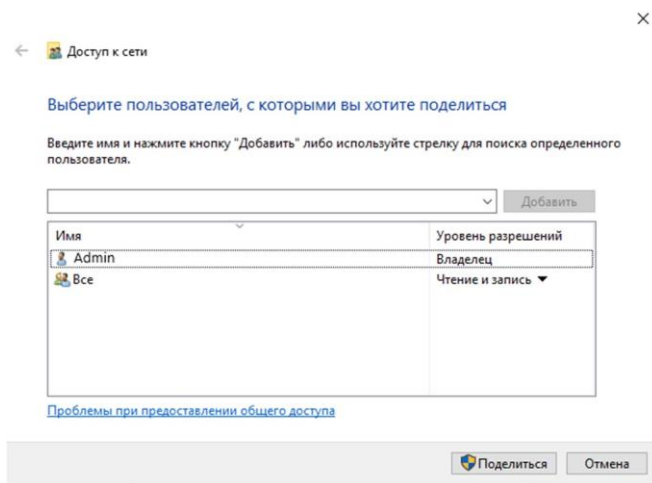 Доступ к сети
Выберите пользователей, с которыми вы хотите поделиться
Введите имя и нажмите кнопку "Добавить" либо используйте стрелку для поиска определенного
пользователя.
Добавить
Имя Уровень разрешений
Admin Владелец
Все Чтение и запись
Проблемы при предоставлении общего доступа
Поделиться Отмена